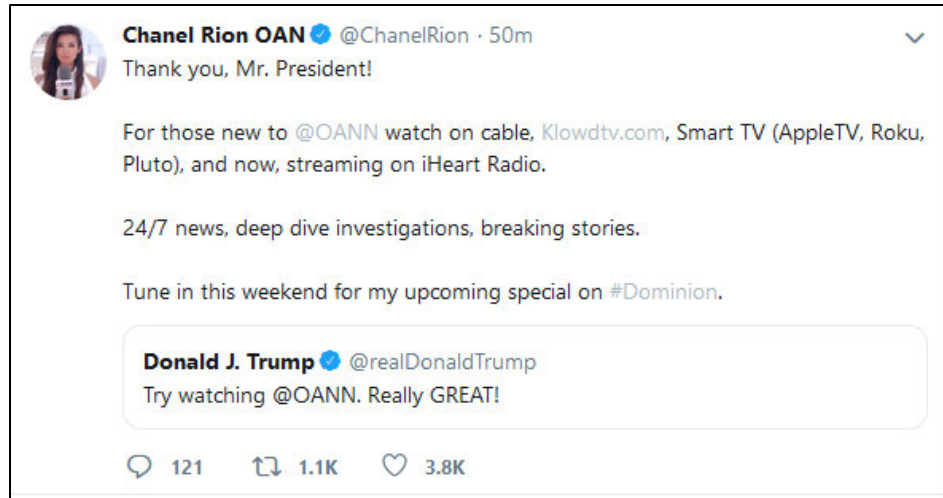 Chanel Rion OAN @ChanelRion · 50m
Thank you, Mr. President!
For those new to @OANN watch on cable, Klowdtv.com, Smart TV (AppleTV, Roku,
Pluto), and now, streaming on iHeart Radio.
24/7 news, deep dive investigations, breaking stories.
Tune in this weekend for my upcoming special on #Dominion.
Donald J. Trump @realDonaldTrump
Try watching @OANN. Really GREAT!
121 1.1K 3.8K